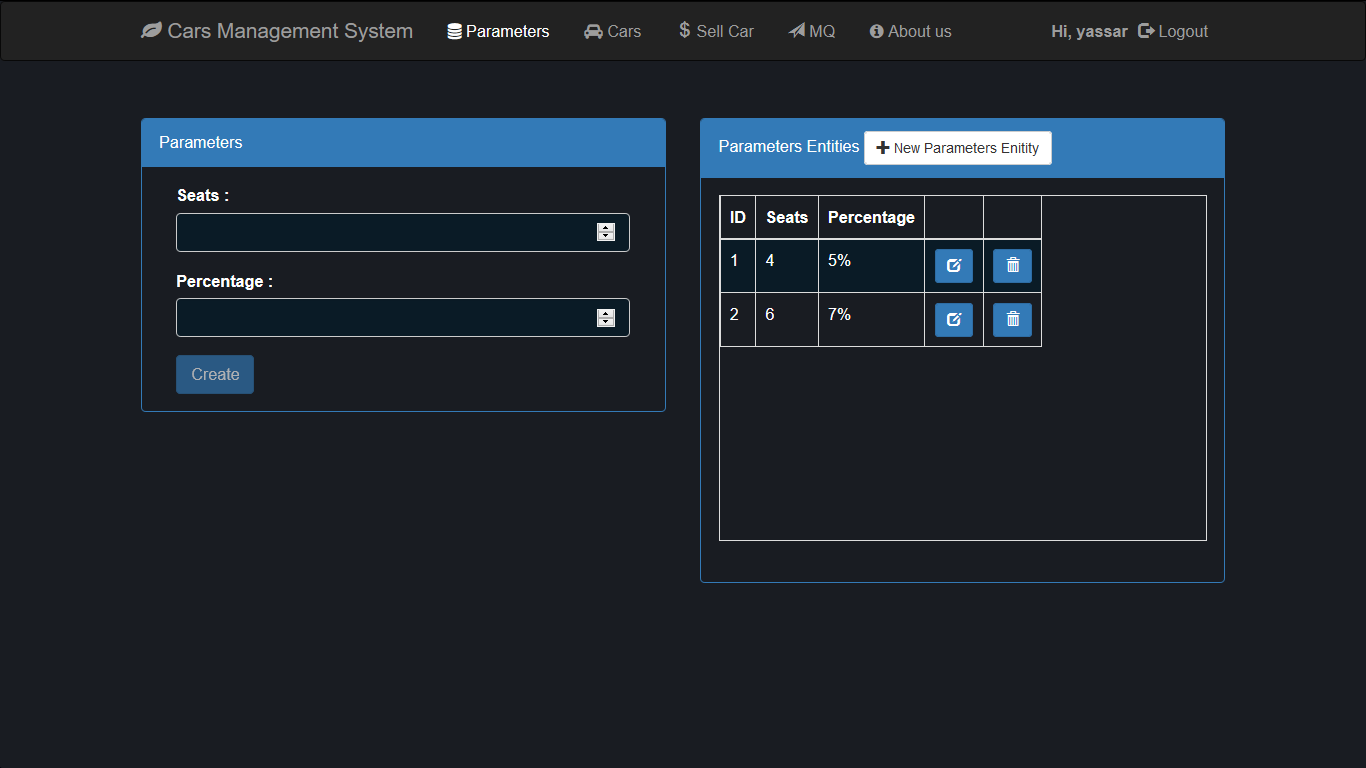 Cars Management System Parameters Cars $ Sell Car MQ About us Hi, yassar Logout
Parameters
Seats :
Percentage :
Create
Parameters Entities New Parameters Enitity
ID Seats Percentage
1 4 5%
2 6 7%